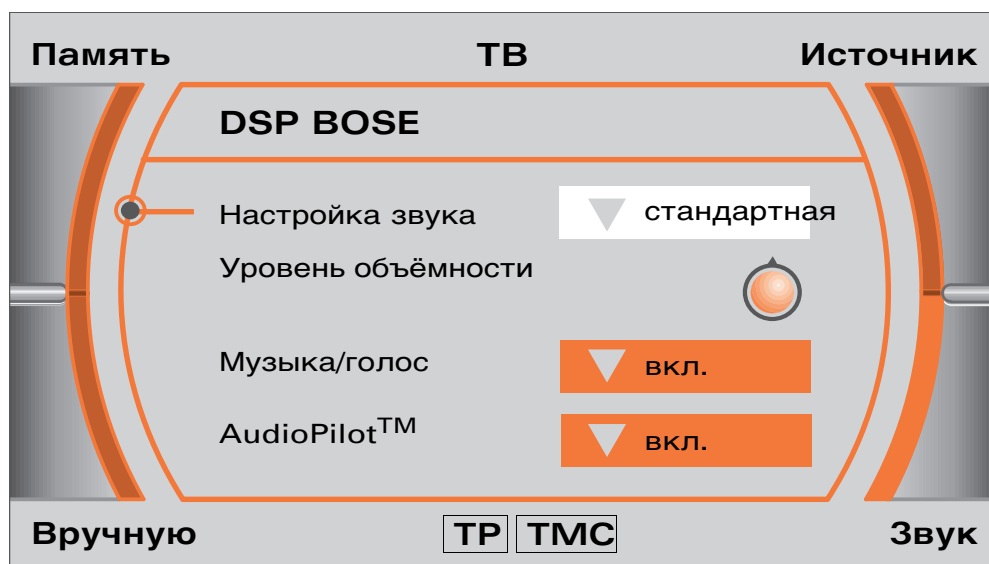 Память ТВ Источник
DSP BOSE
Настройка звука стандартная
Уровень объёмности
Музыка/голос вкл.
AudioPilot™ вкл.
Вручную TP TMC Звук